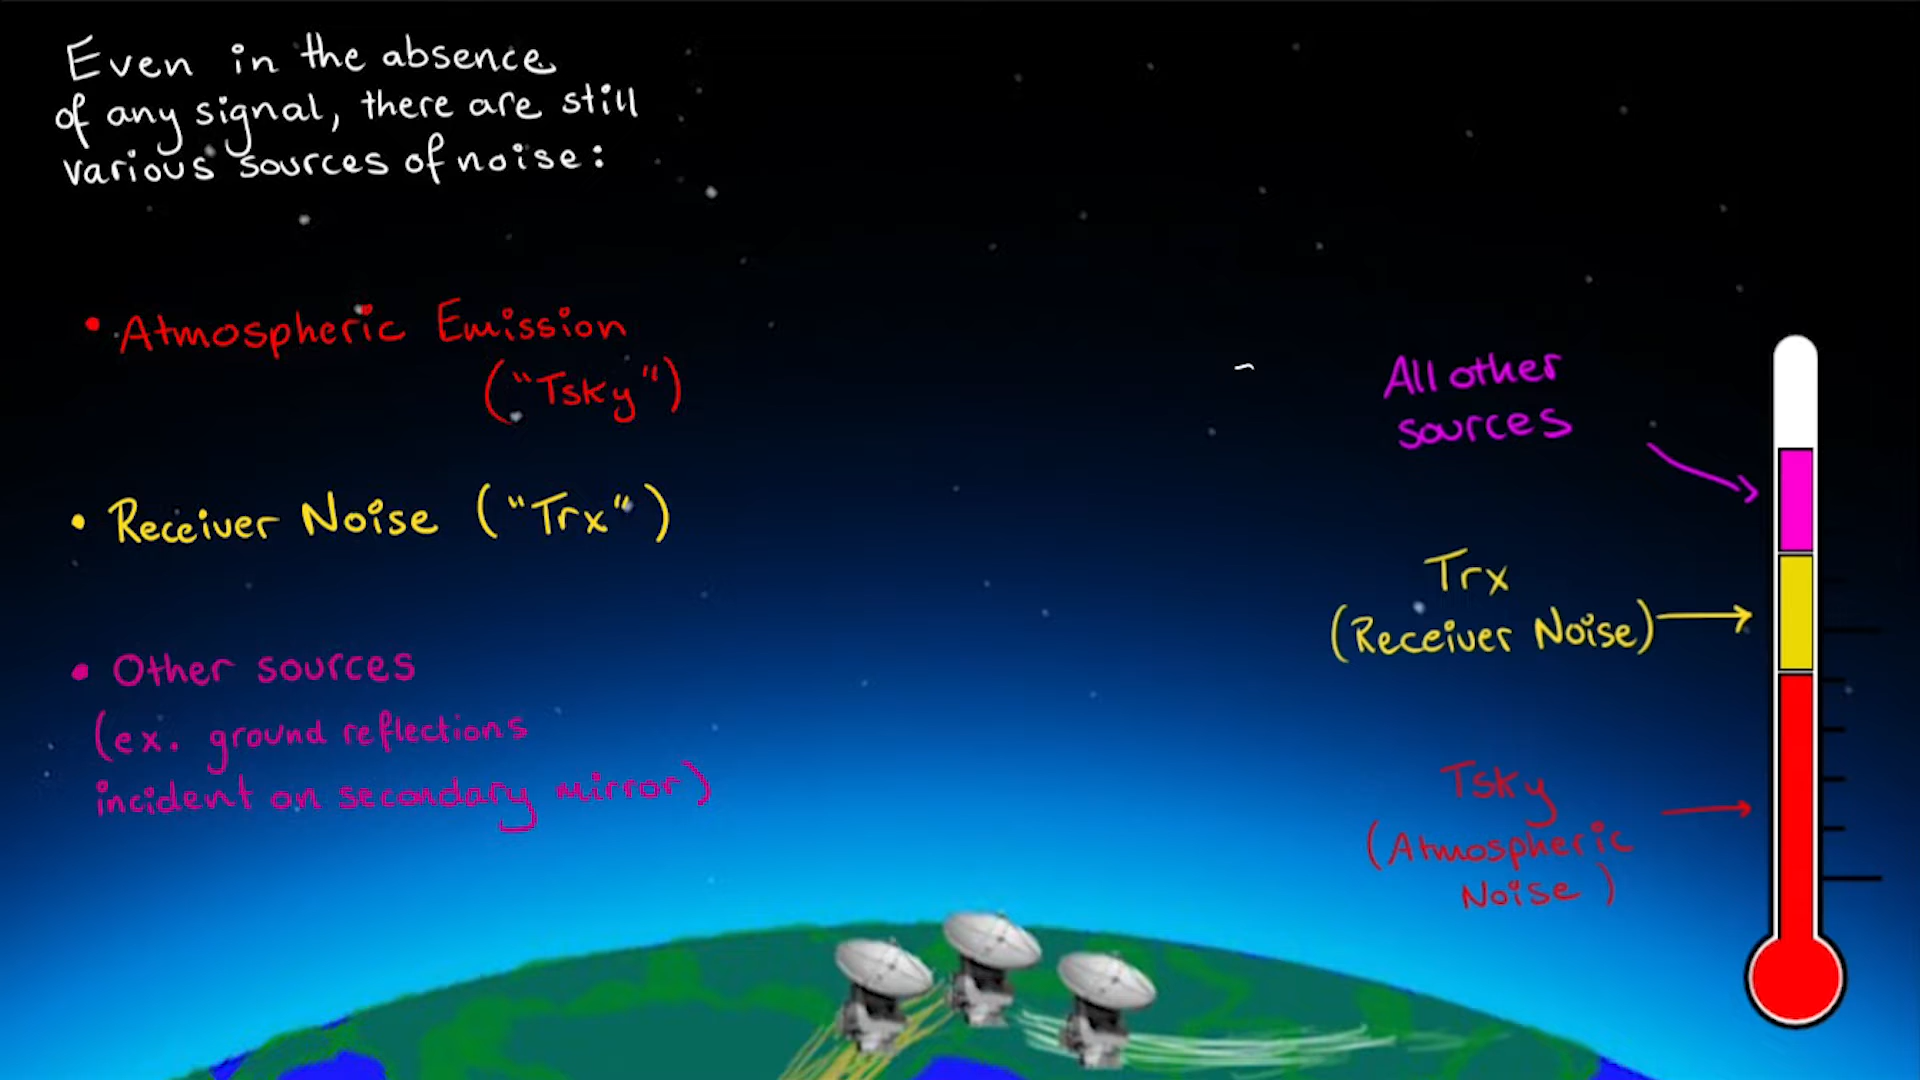 Even in the absence
of any signal, there are still
various sources of noise:
• Atmospheric Emission
("Tsky")
• Receiver Noise ("Trx")
• Other sources
(ex. ground reflections
incident on secondary mirror)
All other
sources
Trx
(Receiver Noise)
Tsky
(Atmospheric
Noise)